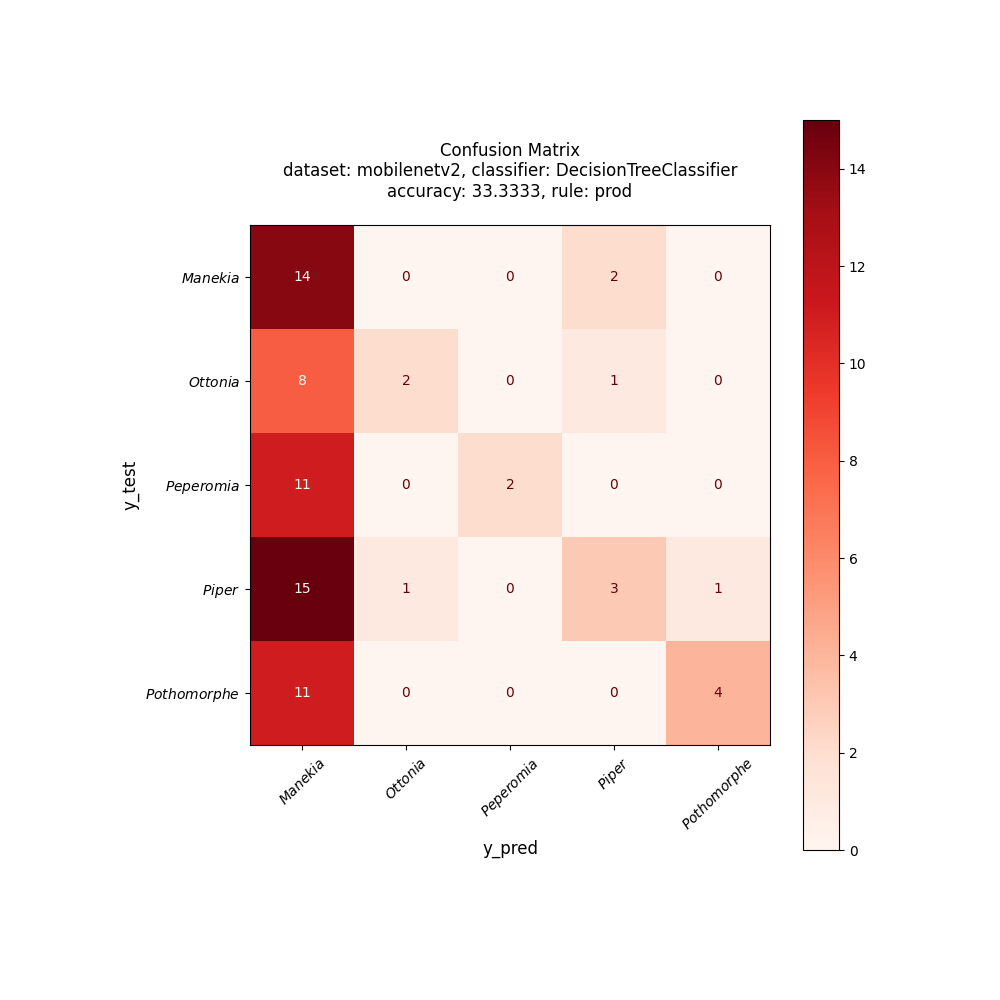 Confusion Matrix
dataset: mobilenetv2, classifier: DecisionTreeClassifier
accuracy: 33.3333, rule: prod
y_test
Manekia 14 0 0 2 0
Ottonia 8 2 0 1 0
Peperomia 11 0 2 0 0
Piper 15 1 0 3 1
Pothomorphe 11 0 0 0 4
Manekia Ottonia Peperomia Piper Pothomorphe
y_pred
14
12
10
8
6
4
2
0